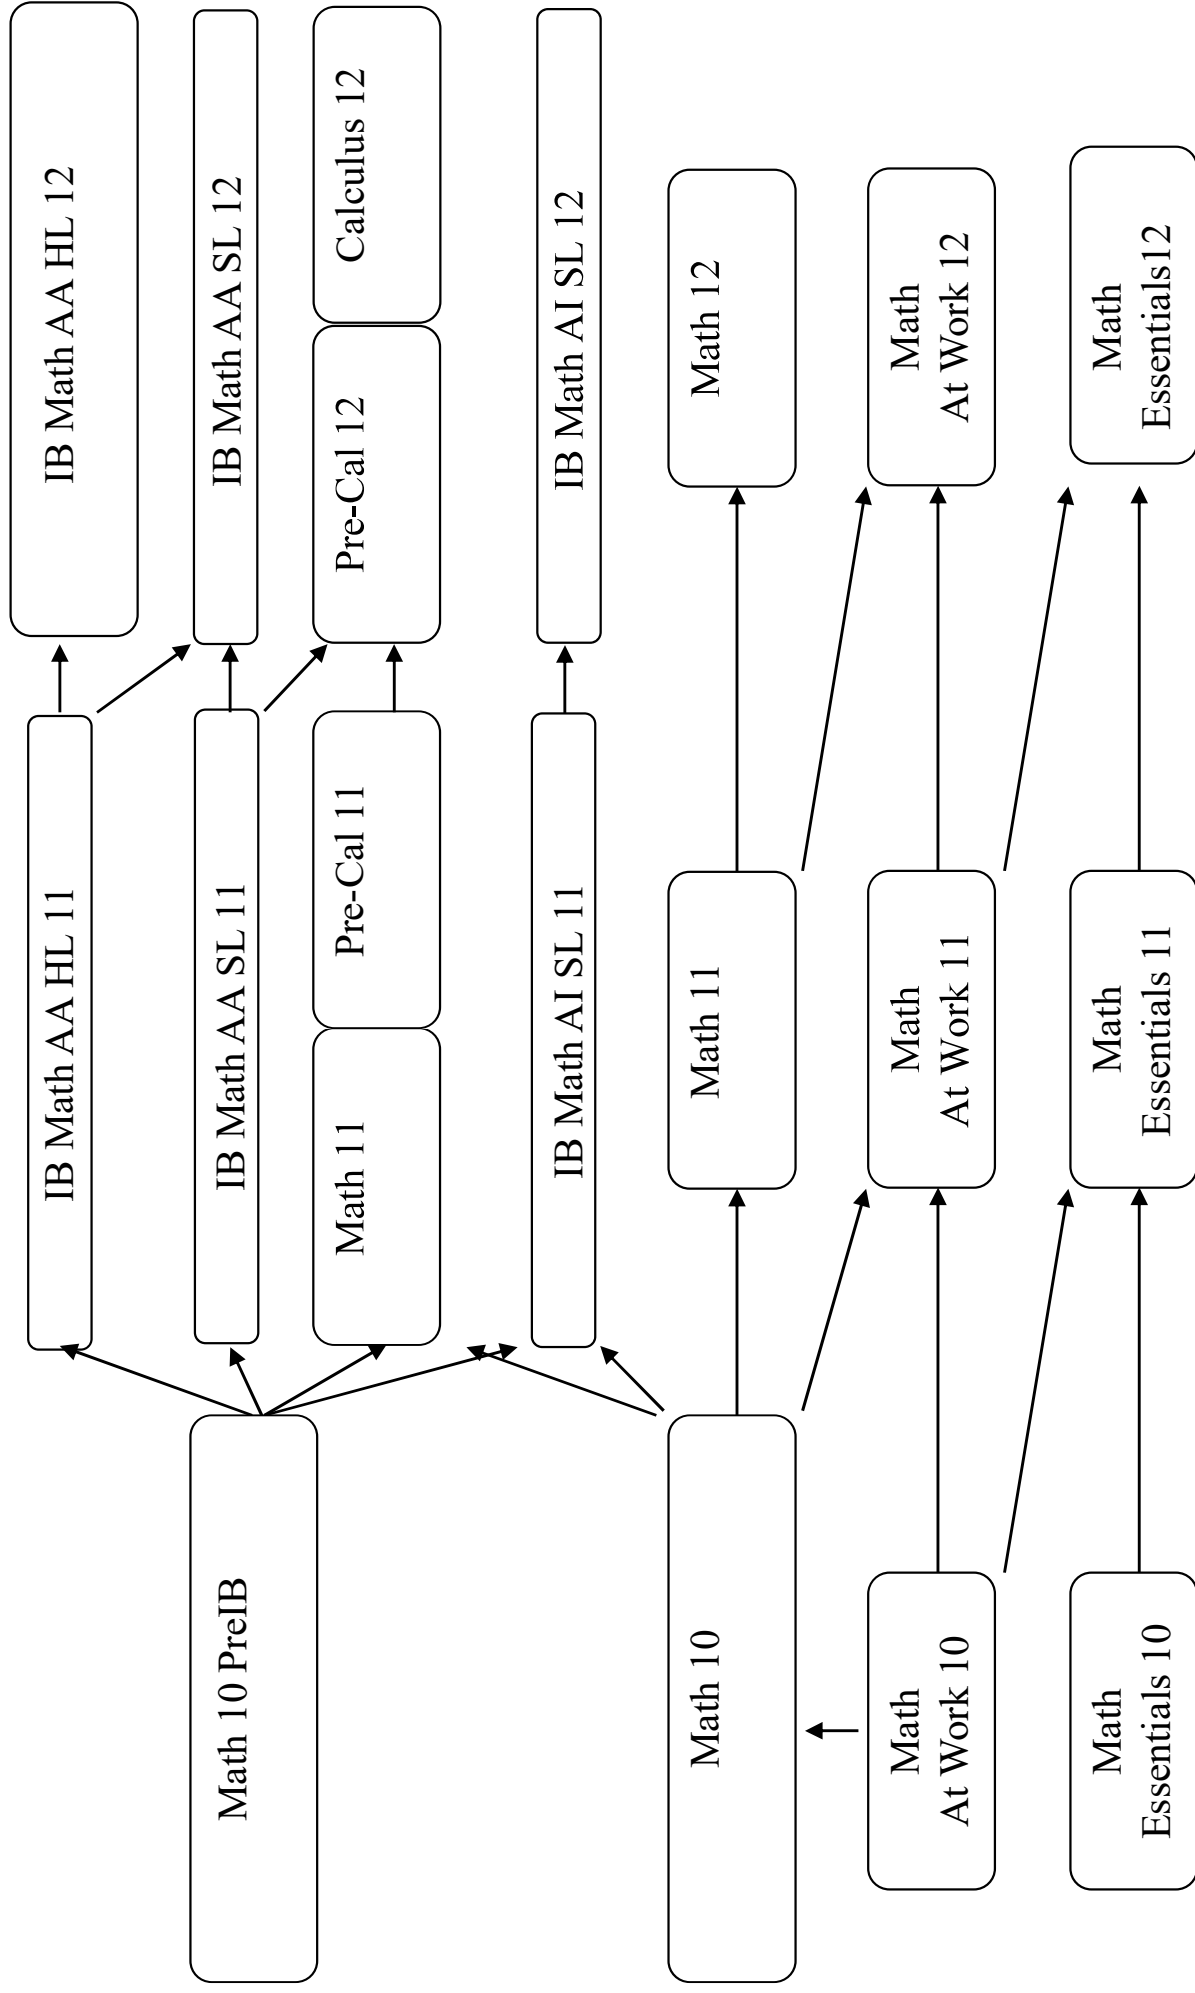 IB Math AA HL 11
IB Math AA HL 12
Math 10 PreIB
IB Math AA SL 11
IB Math AA SL 12
Math 11
Pre-Cal 11
Pre-Cal 12
Calculus 12
IB Math AI SL 11
IB Math AI SL 12
Math 10
Math 11
Math 12
Math
At Work 10
Math
At Work 11
Math
At Work 12
Math
Essentials 10
Math
Essentials 11
Math
Essentials12